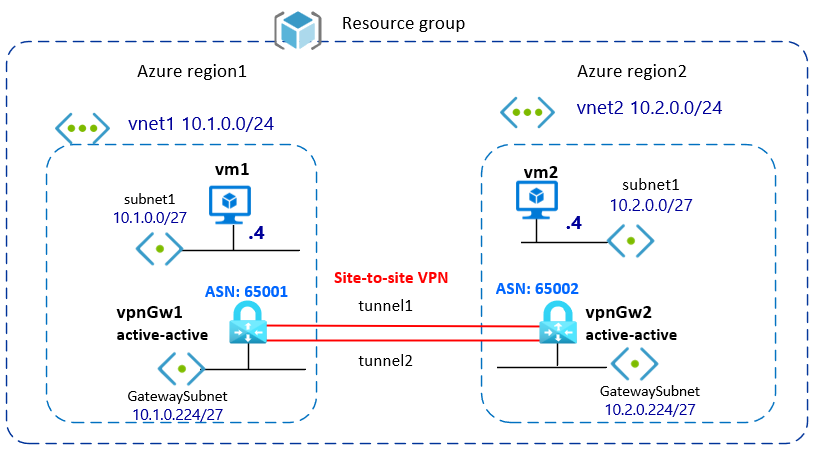 Resource group
Azure region1
Azure region2
vnet1 10.1.0.0/24
vnet2 10.2.0.0/24
vm1
subnet1
10.1.0.0/27
.4
vm2
subnet1
10.2.0.0/27
.4
ASN: 65001
Site-to-site VPN
ASN: 65002
vpnGw1
active-active
tunnel1
vpnGw2
active-active
tunnel2
GatewaySubnet
10.1.0.224/27
GatewaySubnet
10.2.0.224/27